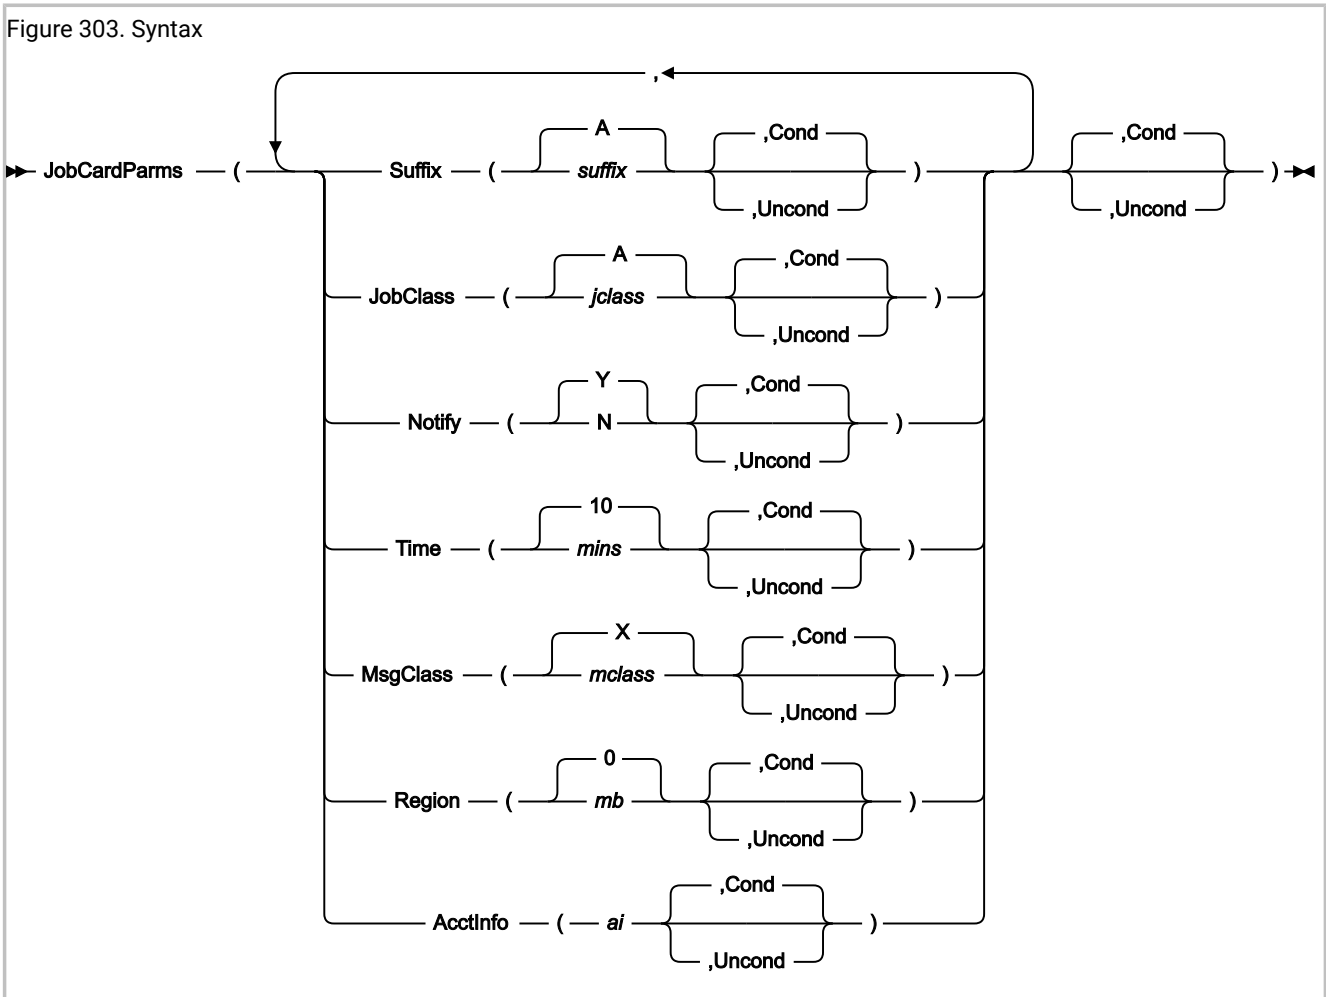 Figure 303. Syntax
,
A ,Cond ,Cond
JobCardParms ( Suffix ( suffix ) )
,Uncond ,Uncond
A ,Cond
JobClass ( jclass )
,Uncond
Y ,Cond
Notify ( N )
,Uncond
10 ,Cond
Time ( mins )
,Uncond
X ,Cond
MsgClass ( mclass )
,Uncond
0 ,Cond
Region ( mb )
,Uncond
,Cond
AcctInfo ( ai )
,Uncond